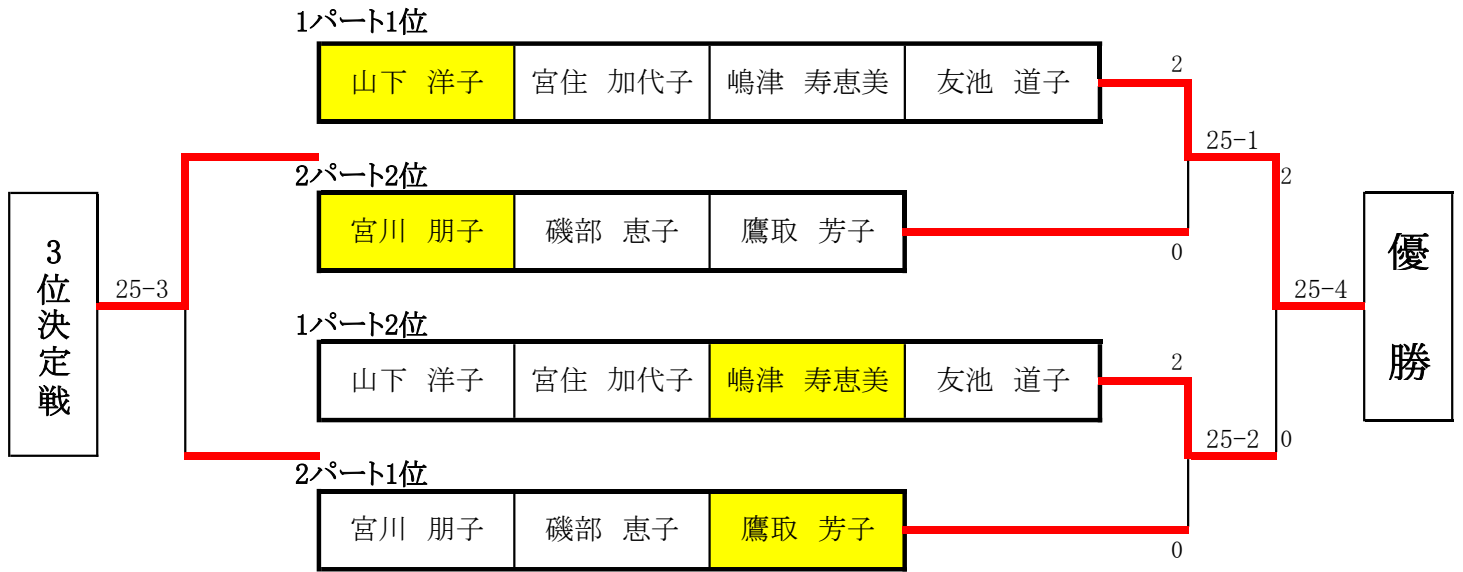 1パート1位
山下 洋子 宮住 加代子 嶋津 寿恵美 友池 道子
2
25-1
2
2パート2位
宮川 朋子 磯部 恵子 鷹取 芳子
0
3位決定戦
25-3
25-4
優勝
1パート2位
山下 洋子 宮住 加代子 嶋津 寿恵美 友池 道子
2
25-2
0
2パート1位
宮川 朋子 磯部 恵子 鷹取 芳子
0